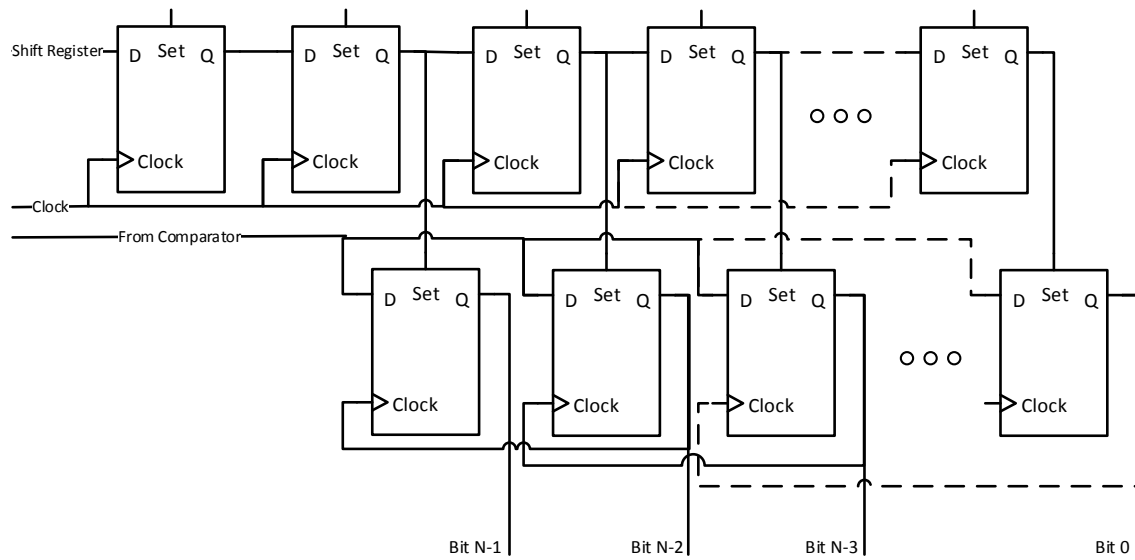 Shift Register
D Set Q
Clock
D Set Q
Clock
D Set Q
Clock
D Set Q
Clock
D Set Q
Clock
Clock
From Comparator
D Set Q
Clock
D Set Q
Clock
D Set Q
Clock
D Set Q
Clock
Bit N-1
Bit N-2
Bit N-3
Bit 0